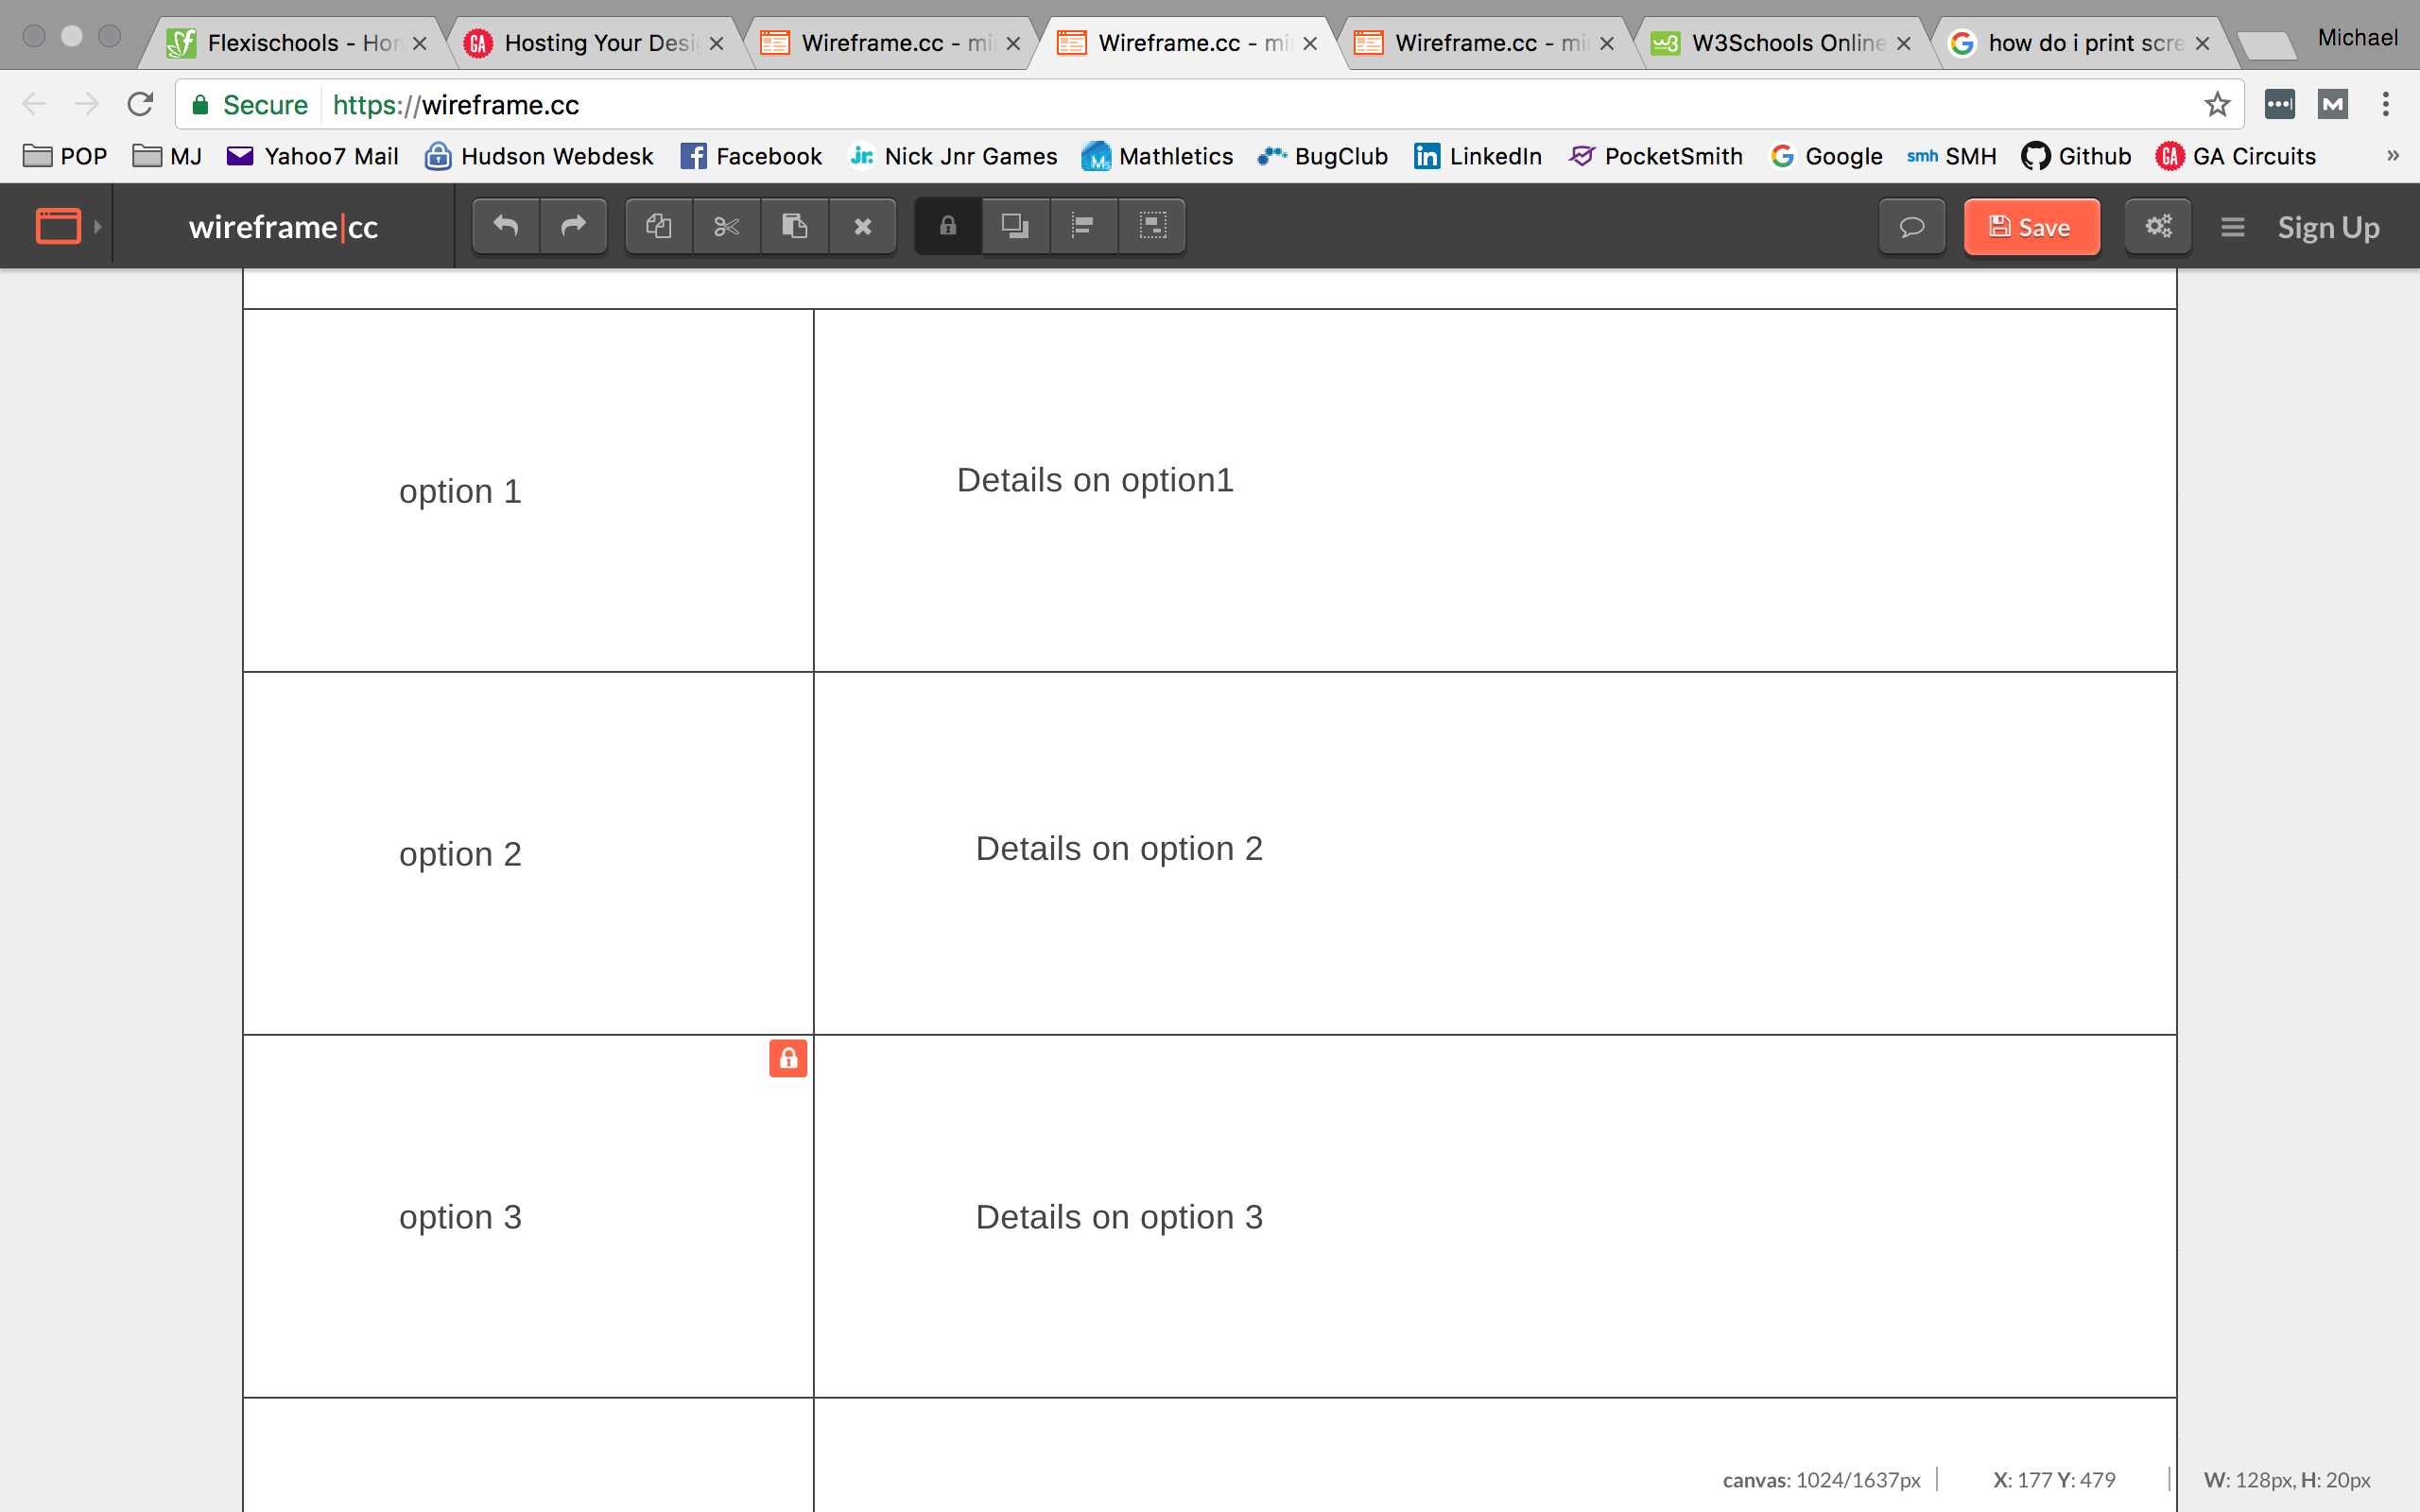 Flexischools - Hon
Hosting Your Desi
Wireframe.cc - mi
Wireframe.cc - mi
Wireframe.cc - mi
W3Schools Online
how do i print scre
Michael
Secure https://wireframe.cc
POP MJ Yahoo7 Mail Hudson Webdesk Facebook Nick Jnr Games Mathletics BugClub LinkedIn PocketSmith Google smh SMH Github GA Circuits »
wireframe|cc Save Sign Up
option 1 Details on option1
option 2 Details on option 2
option 3 Details on option 3
canvas: 1024/1637px X: 177 Y: 479 W: 128px, H: 20px